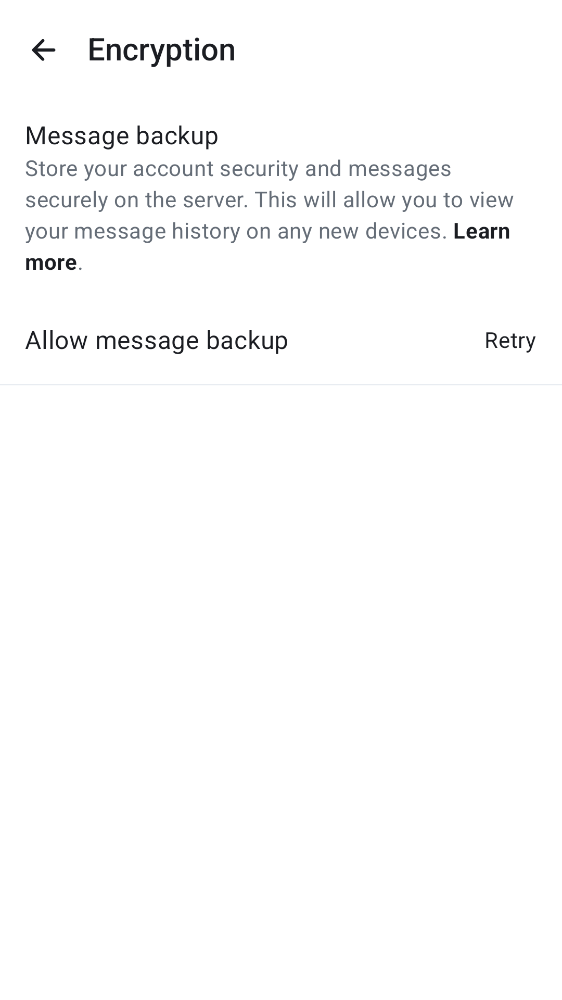 Encryption
Message backup
Store your account security and messages
securely on the server. This will allow you to view
your message history on any new devices. Learn
more.
Allow message backup Retry